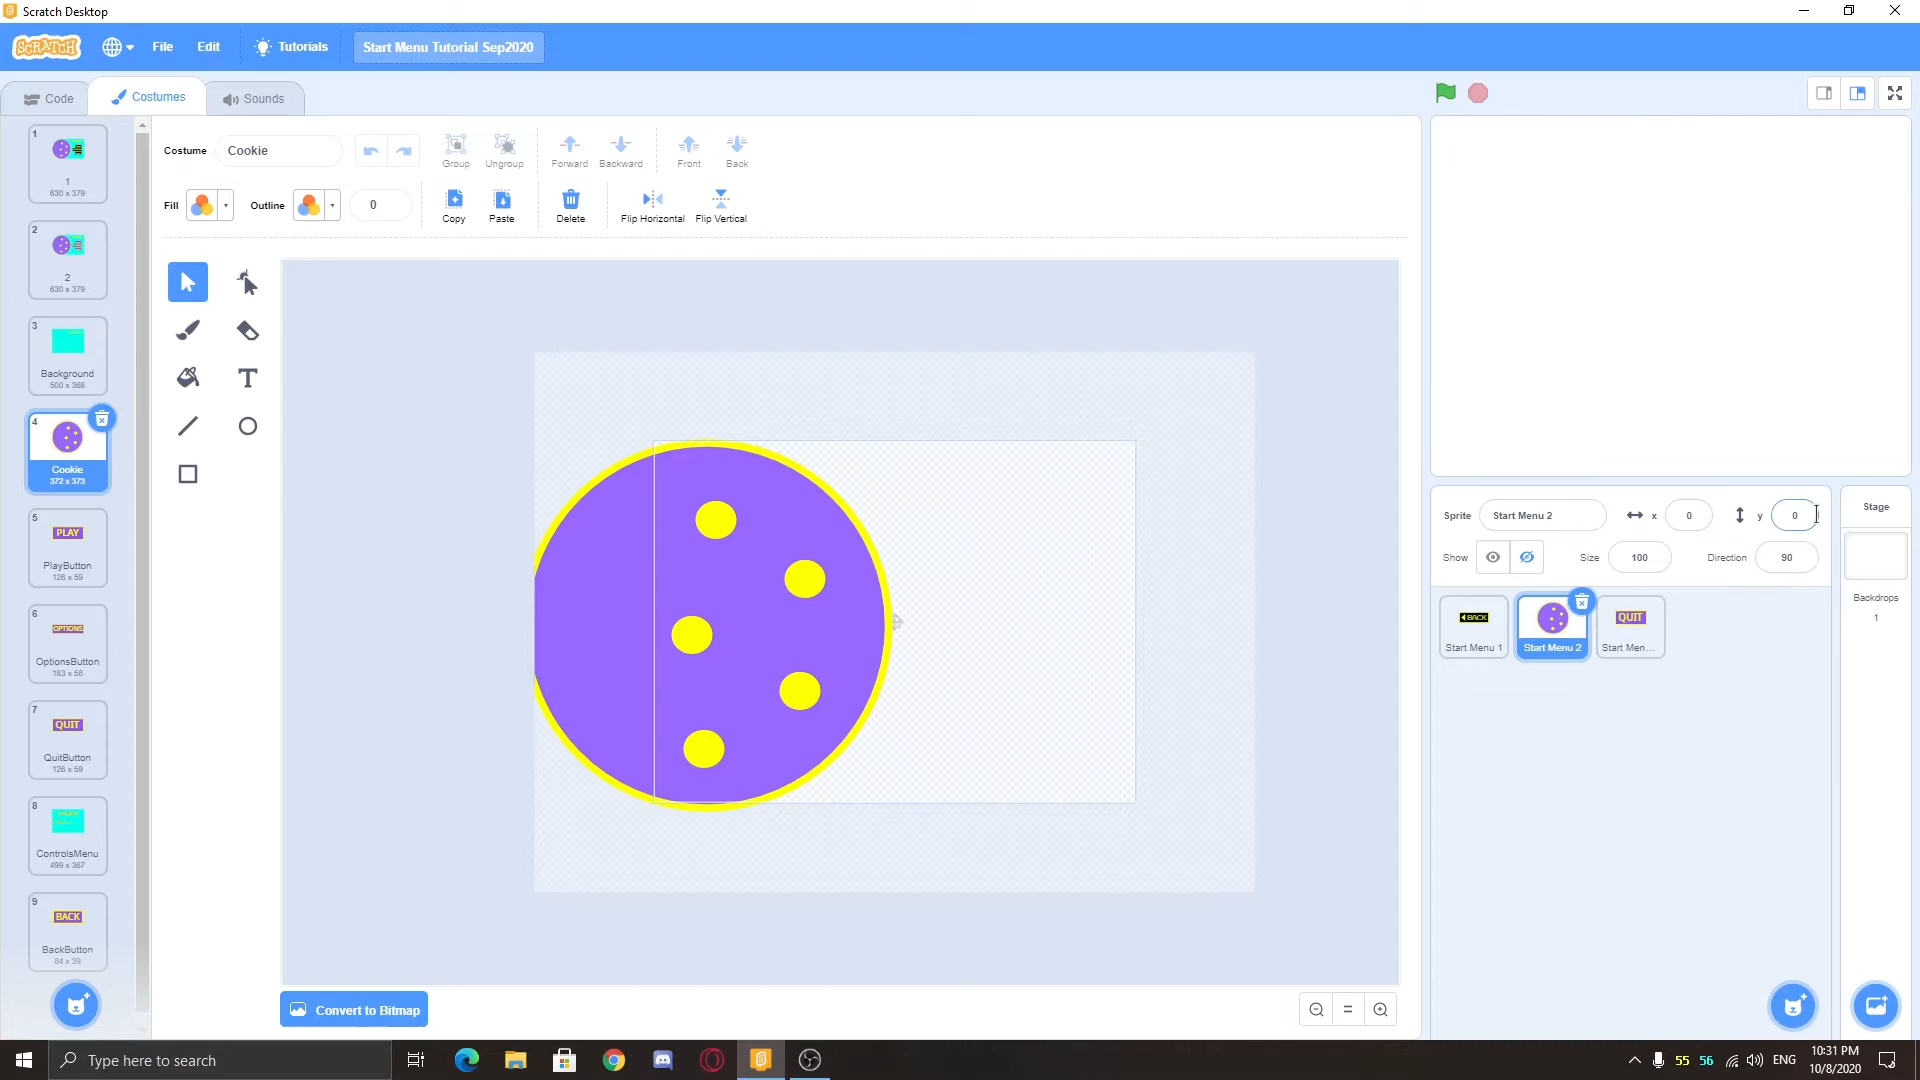 Scratch Desktop
SCRATCH
File
Edit
Tutorials
Start Menu Tutorial Sep2020
Code
Costumes
Sounds
1
1
630 x 379
2
2
630 x 379
3
Background
500 x 368
4
Cookie
372 x 373
5
PLAY
PlayButton
126 x 59
6
OPTIONS
OptionsButton
183 x 58
7
QUIT
QuitButton
126 x 59
8
ControlsMenu
499 x 367
9
BACK
BackButton
84 x 39
Costume
Cookie
Group
Ungroup
Forward
Backward
Front
Back
Fill
Outline
0
Copy
Paste
Delete
Flip Horizontal
Flip Vertical
Convert to Bitmap
Sprite
Start Menu 2
x
0
y
0
Show
Size
100
Direction
90
BACK
Start Menu 1
Start Menu 2
QUIT
Start Men...
Stage
Backdrops
1
Type here to search
55
56
ENG
10:31 PM
10/8/2020